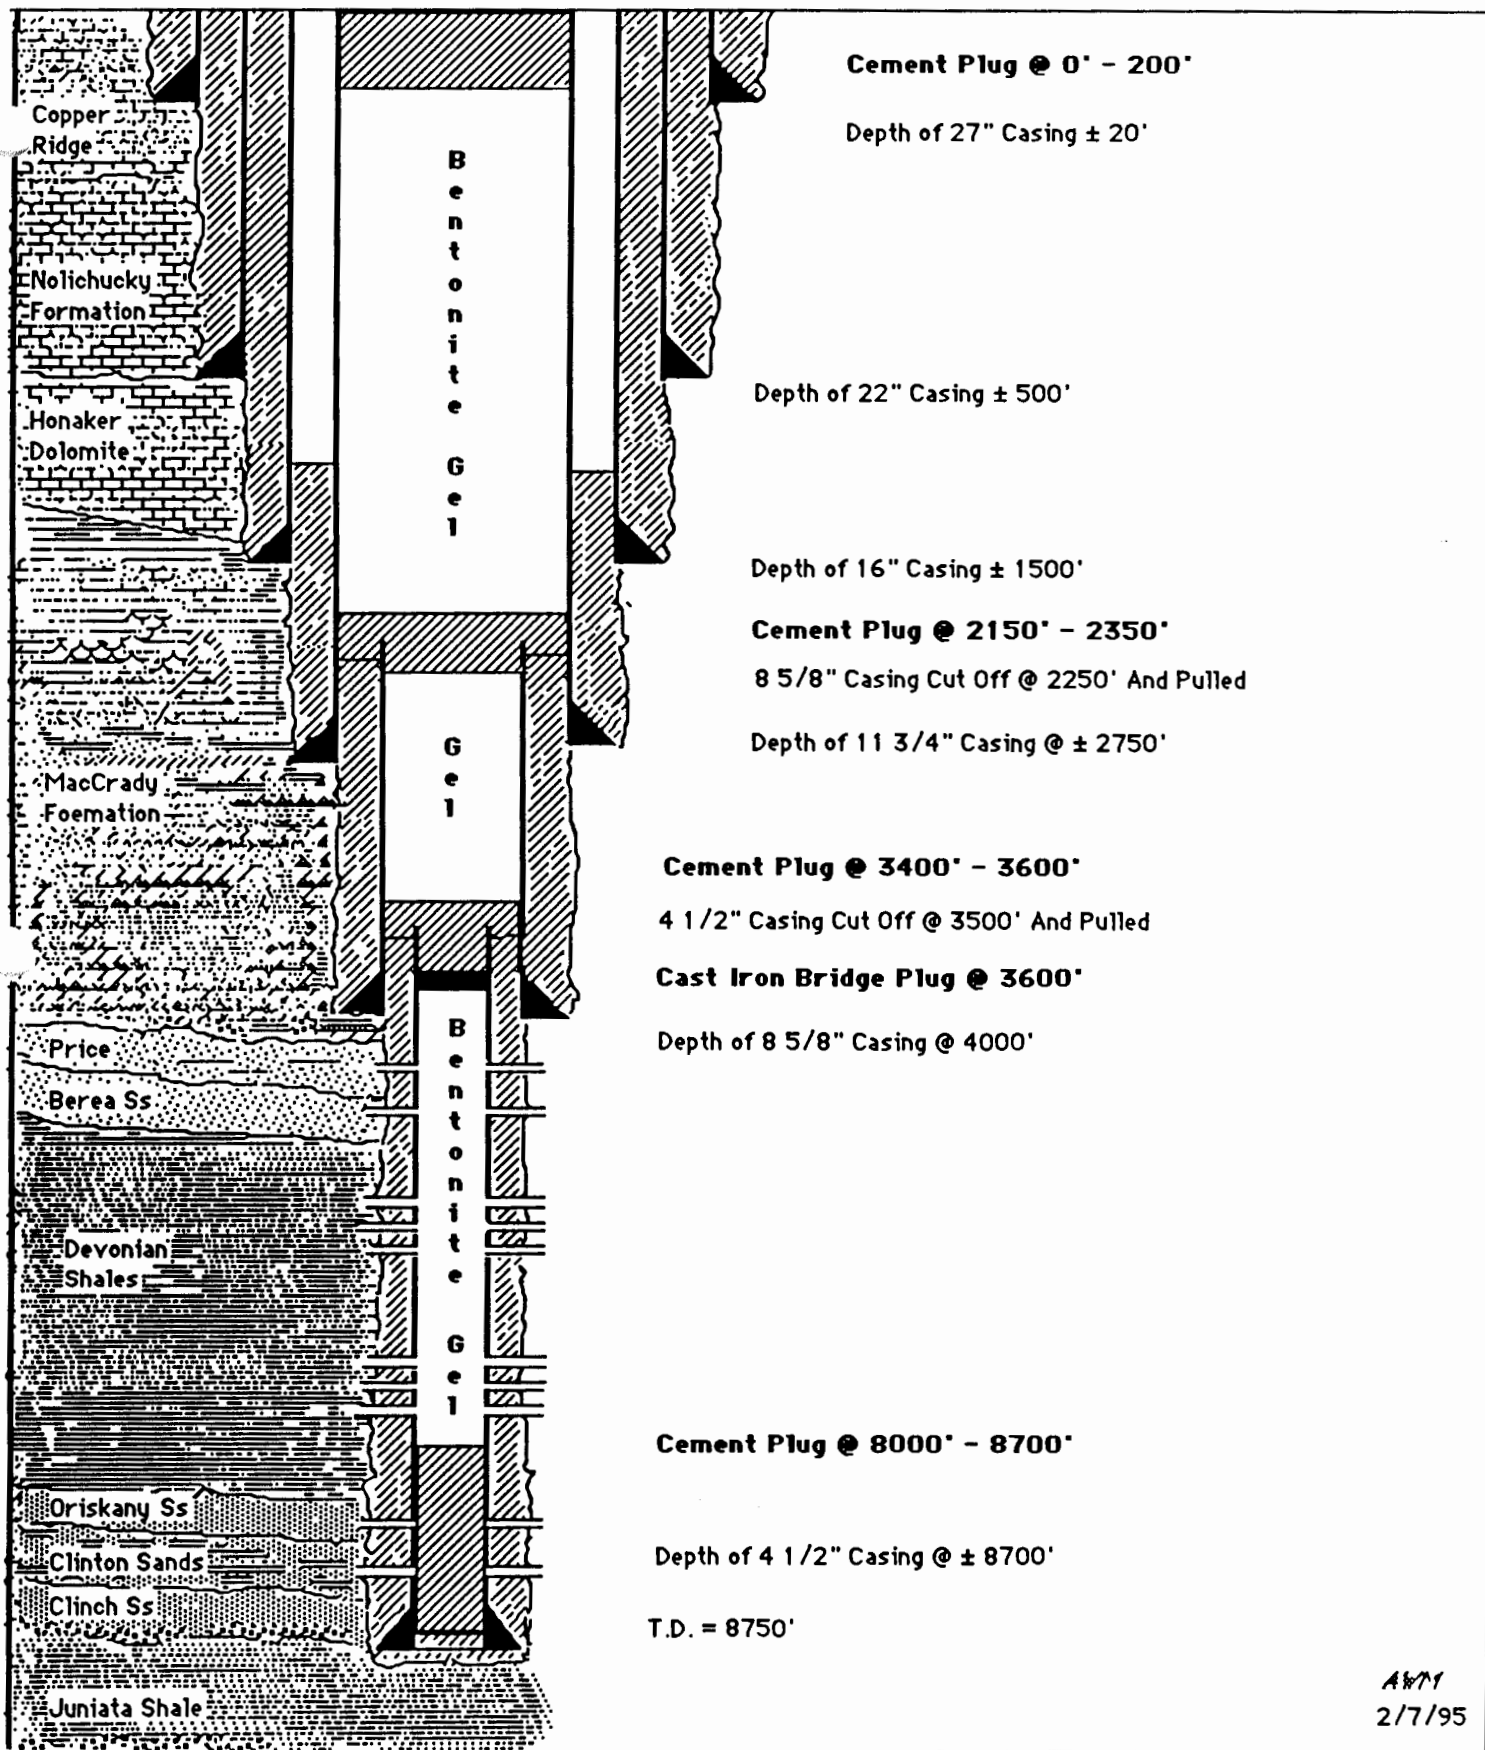 Cement Plug @ 0' - 200'
Copper
Ridge
Depth of 27" Casing ± 20'
Bentonite Gel
Nolichucky
Formation
Depth of 22" Casing ± 500'
Honaker
Dolomite
Depth of 16" Casing ± 1500'
Cement Plug @ 2150' - 2350'
8 5/8" Casing Cut Off @ 2250' And Pulled
Depth of 11 3/4" Casing @ ± 2750'
Gel
MacCrady
Foemation
Cement Plug @ 3400' - 3600'
4 1/2" Casing Cut Off @ 3500' And Pulled
Cast Iron Bridge Plug @ 3600'
Depth of 8 5/8" Casing @ 4000'
Bentonite Gel
Price
Berea Ss
Devonian
Shales
Cement Plug @ 8000' - 8700'
Oriskany Ss
Depth of 4 1/2" Casing @ ± 8700'
Clinton Sands
Clinch Ss
T.D. = 8750'
Juniata Shale
2/7/95